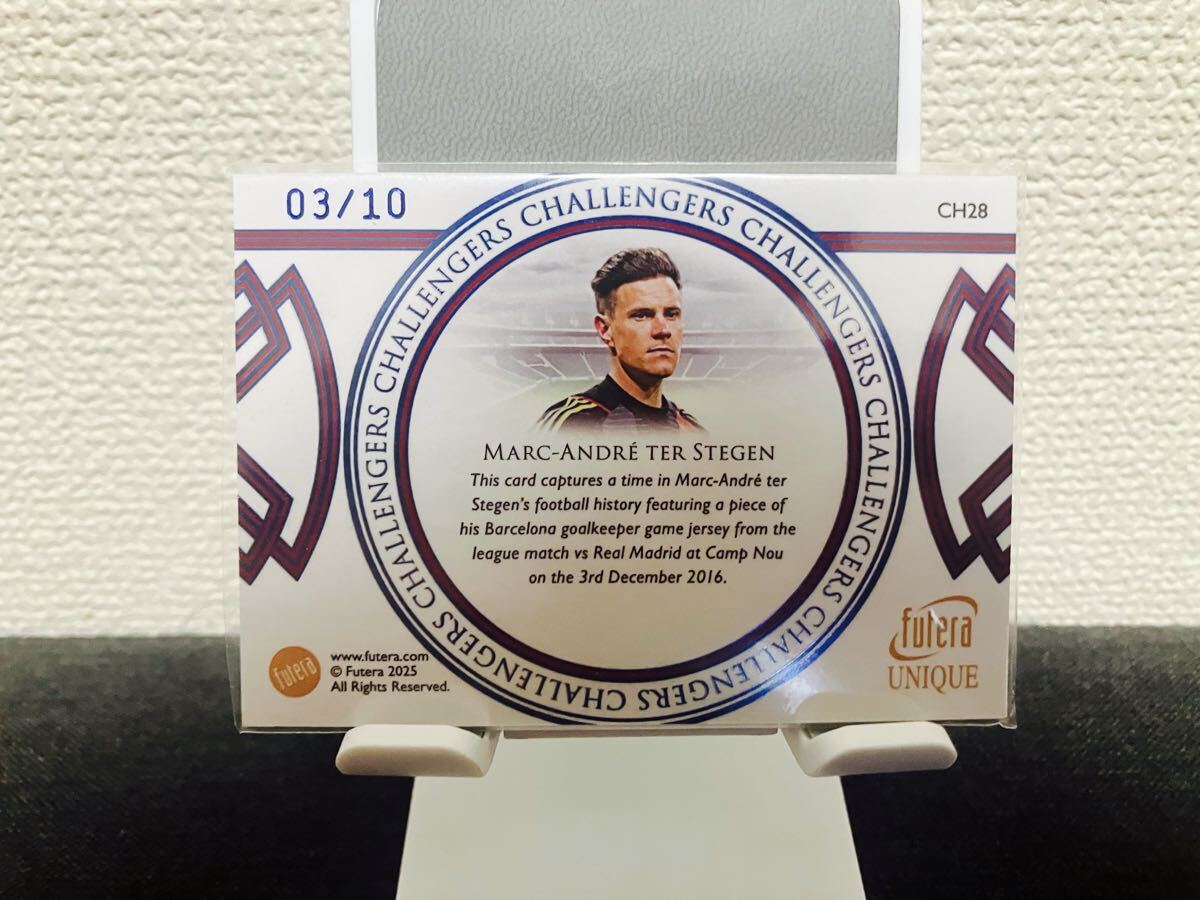 03/10
CH28
CHALLENGERS CHALLENGERS CHALLENGERS CHALLENGERS CHALLENGERS CHALLENGERS CHALLENGERS CHALLENGERS
MARC-ANDRÉ TER STEGEN
This card captures a time in Marc-André ter
Stegen's football history featuring a piece of
his Barcelona goalkeeper game jersey from the
league match vs Real Madrid at Camp Nou
on the 3rd December 2016.
futera
www.futera.com
© Futera 2025
All Rights Reserved.
futera
UNIQUE